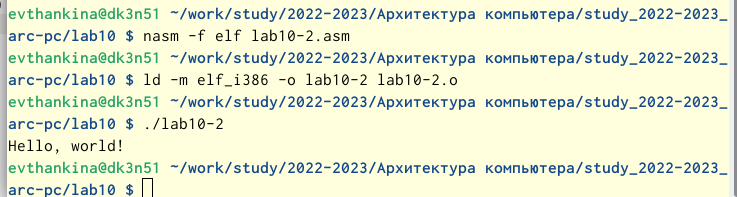 evthankina@dk3n51 ~/work/study/2022-2023/Архитектура компьютера/study_2022-2023_
arc-pc/lab10 $ nasm -f elf lab10-2.asm
evthankina@dk3n51 ~/work/study/2022-2023/Архитектура компьютера/study_2022-2023_
arc-pc/lab10 $ ld -m elf_i386 -o lab10-2 lab10-2.o
evthankina@dk3n51 ~/work/study/2022-2023/Архитектура компьютера/study_2022-2023_
arc-pc/lab10 $ ./lab10-2
Hello, world!
evthankina@dk3n51 ~/work/study/2022-2023/Архитектура компьютера/study_2022-2023_
arc-pc/lab10 $